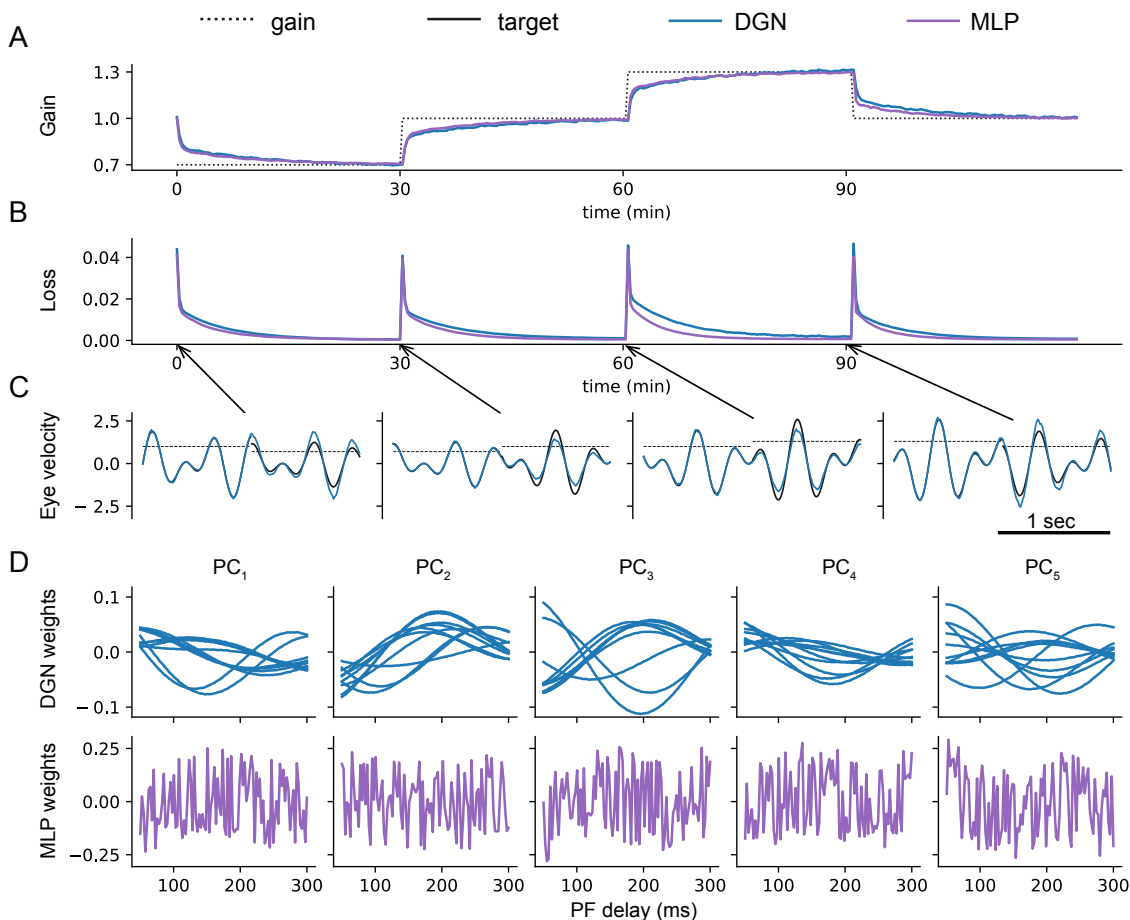 gain target DGN MLP
A
Gain
1.3
1.0
0.7
0 30 60 90
time (min)
B
Loss
0.04
0.02
0.00
0 30 60 90
time (min)
C
Eye velocity
2.5
0.0
− 2.5
1 sec
D
PC1 PC2 PC3 PC4 PC5
DGN weights
0.1
0.0
− 0.1
MLP weights
0.25
0.00
−0.25
100 200 300 100 200 300 100 200 300 100 200 300 100 200 300
PF delay (ms)